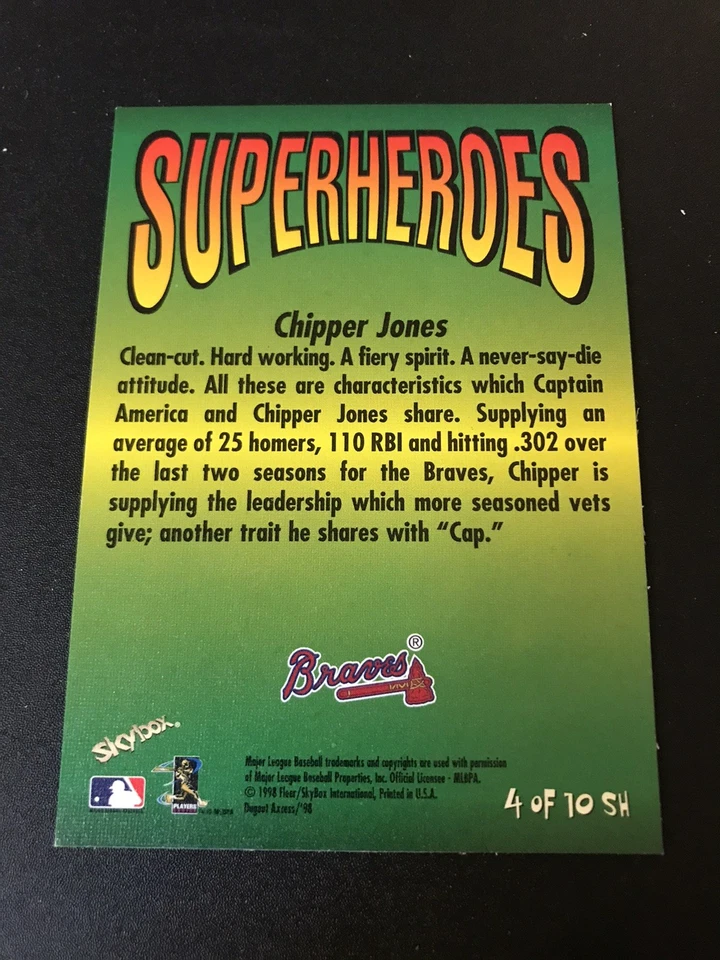 SUPERHEROES
Chipper Jones
Clean-cut. Hard working. A fiery spirit. A never-say-die
attitude. All these are characteristics which Captain
America and Chipper Jones share. Supplying an
average of 25 homers, 110 RBI and hitting .302 over
the last two seasons for the Braves, Chipper is
supplying the leadership which more seasoned vets
give; another trait he shares with “Cap.”
Braves®
skybox®
Major League Baseball trademarks and copyrights are used with permission
of Major League Baseball Properties, Inc. Official Licensee - MLBPA.
© 1998 Fleer/SkyBox International, Printed in U.S.A.
Dugout Axcess/'98
PLAYERS
4 OF 10 SH